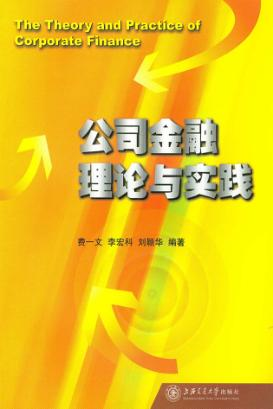 The Theory and Practice of
Corporate Finance
公司金融
理论与实践
费一文 李宏科 刘颖华 编著
上海交通大学出版社